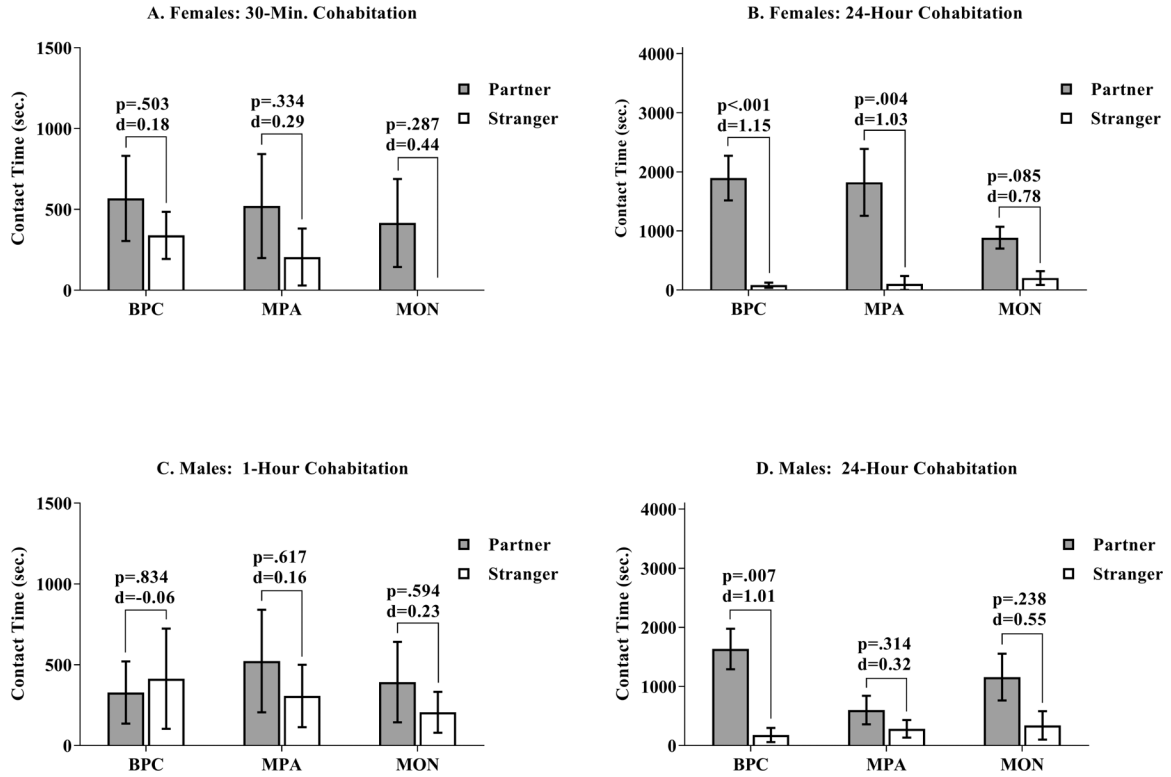 A. Females: 30-Min. Cohabitation
Contact Time (sec.)
1500
1000
500
0
p=.503
d=0.18
p=.334
d=0.29
p=.287
d=0.44
Partner
Stranger
BPC
MPA
MON
B. Females: 24-Hour Cohabitation
Contact Time (sec.)
4000
3000
2000
1000
0
p<.001
d=1.15
p=.004
d=1.03
p=.085
d=0.78
Partner
Stranger
BPC
MPA
MON
C. Males: 1-Hour Cohabitation
Contact Time (sec.)
1500
1000
500
0
p=.834
d=-0.06
p=.617
d=0.16
p=.594
d=0.23
Partner
Stranger
BPC
MPA
MON
D. Males: 24-Hour Cohabitation
Contact Time (sec.)
4000
3000
2000
1000
0
p=.007
d=1.01
p=.314
d=0.32
p=.238
d=0.55
Partner
Stranger
BPC
MPA
MON